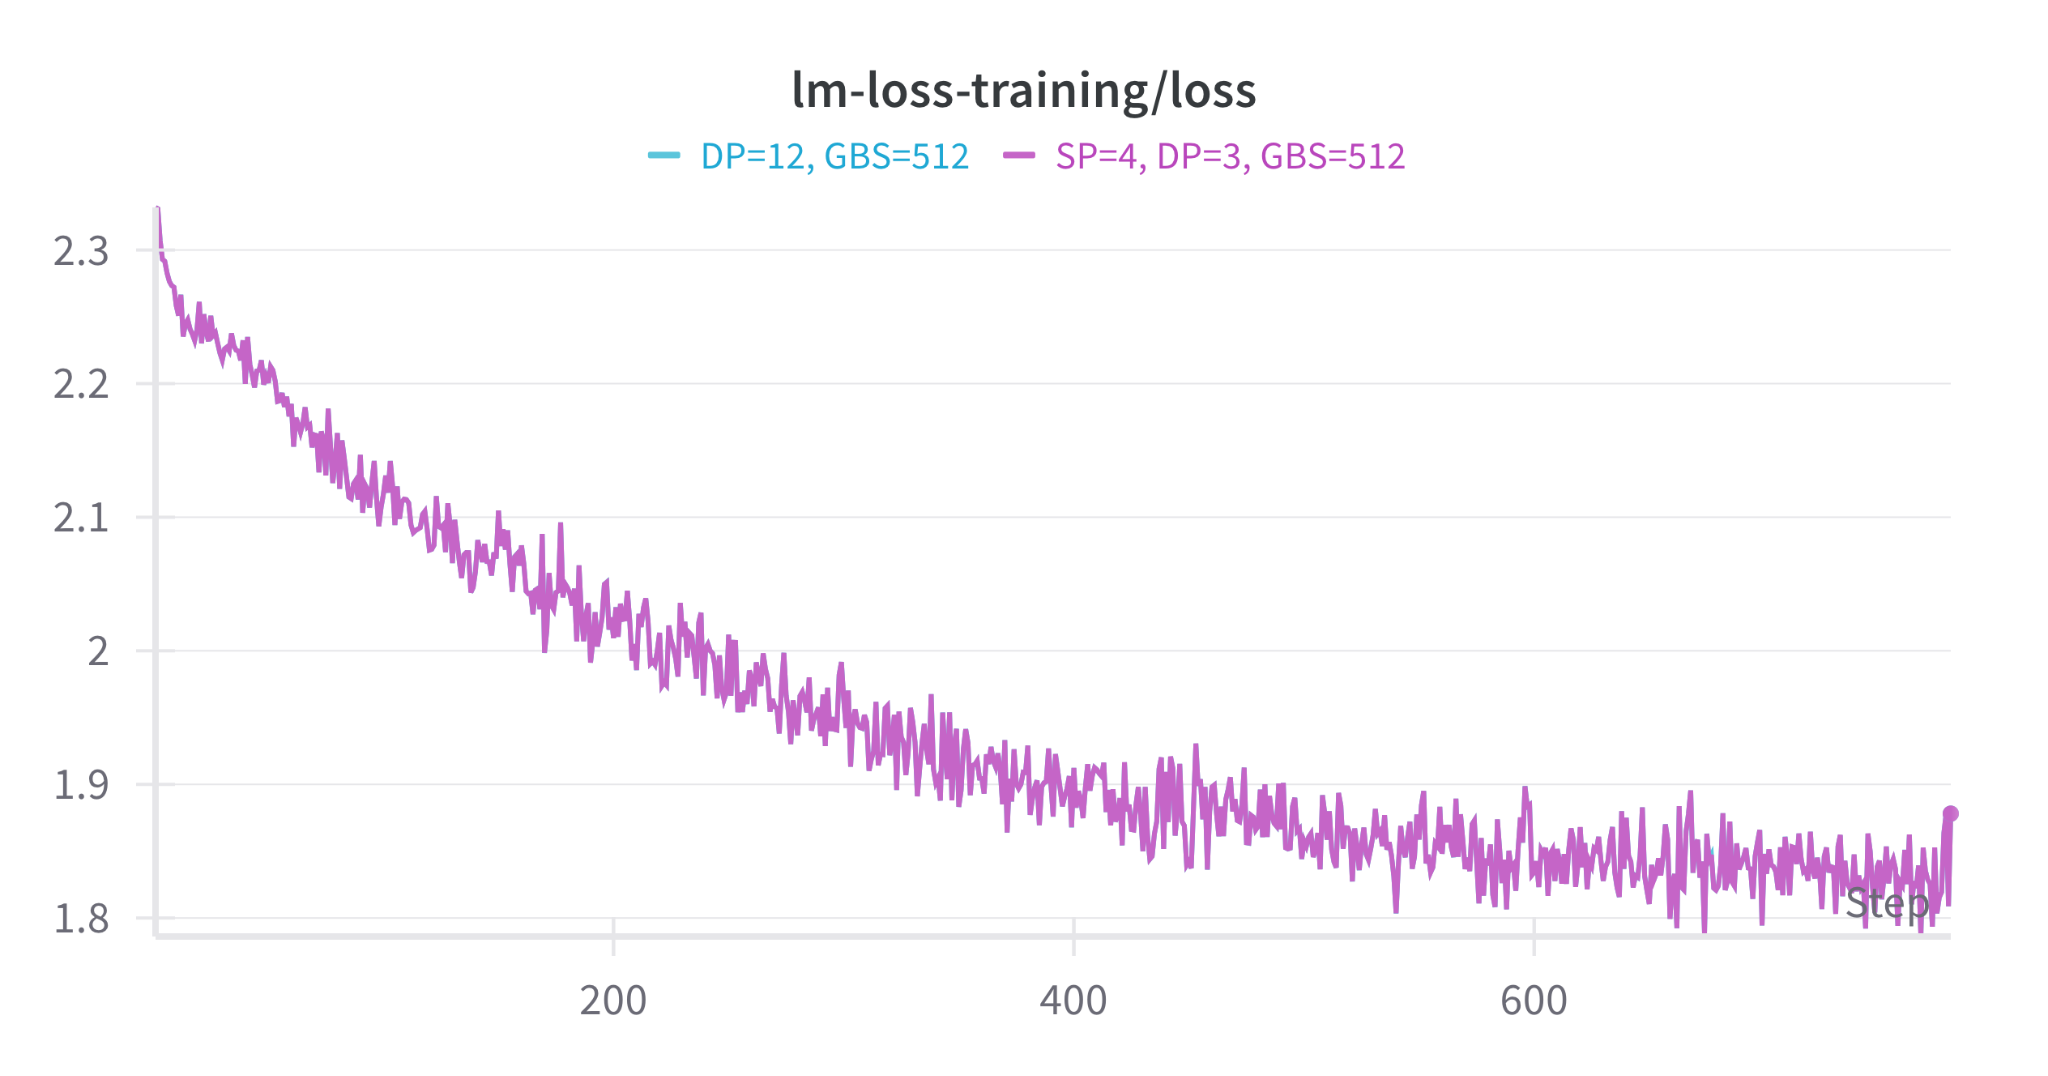 lm-loss-training/loss
DP=12, GBS=512 SP=4, DP=3, GBS=512
2.3
2.2
2.1
2
1.9
1.8
Step
200 400 600